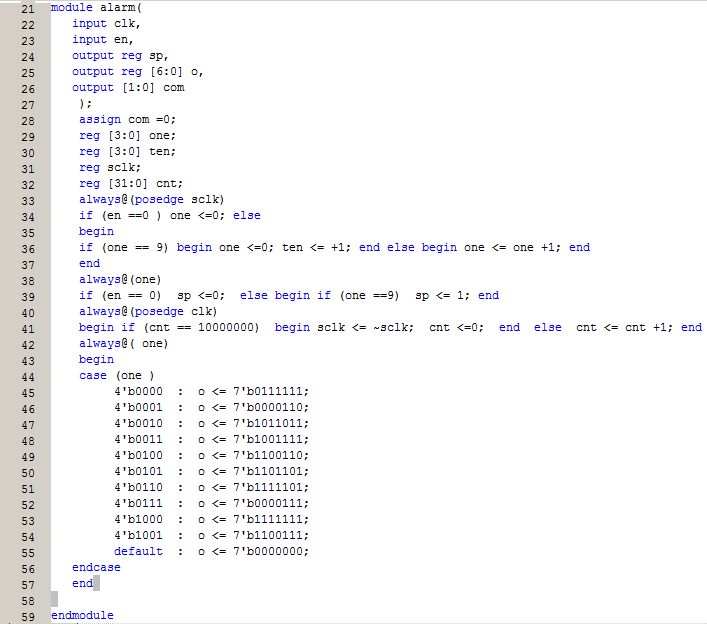 21 module alarm(
22 input clk,
23 input en,
24 output reg sp,
25 output reg [6:0] o,
26 output [1:0] com
27 );
28 assign com =0;
29 reg [3:0] one;
30 reg [3:0] ten;
31 reg sclk;
32 reg [31:0] cnt;
33 always@(posedge sclk)
34 if (en ==0 ) one <=0; else
35 begin
36 if (one == 9) begin one <=0; ten <= +1; end else begin one <= one +1; end
37 end
38 always@(one)
39 if (en == 0)  sp <=0;  else begin if (one ==9)  sp <= 1; end
40 always@(posedge clk)
41 begin if (cnt == 10000000)  begin sclk <= ~sclk;  cnt <=0;  end  else  cnt <= cnt +1; end
42 always@( one)
43 begin
44 case (one )
45 4'b0000  :  o <= 7'b0111111;
46 4'b0001  :  o <= 7'b0000110;
47 4'b0010  :  o <= 7'b1011011;
48 4'b0011  :  o <= 7'b1001111;
49 4'b0100  :  o <= 7'b1100110;
50 4'b0101  :  o <= 7'b1101101;
51 4'b0110  :  o <= 7'b1111101;
52 4'b0111  :  o <= 7'b0000111;
53 4'b1000  :  o <= 7'b1111111;
54 4'b1001  :  o <= 7'b1100111;
55 default  :  o <= 7'b0000000;
56 endcase
57 end
58
59 endmodule